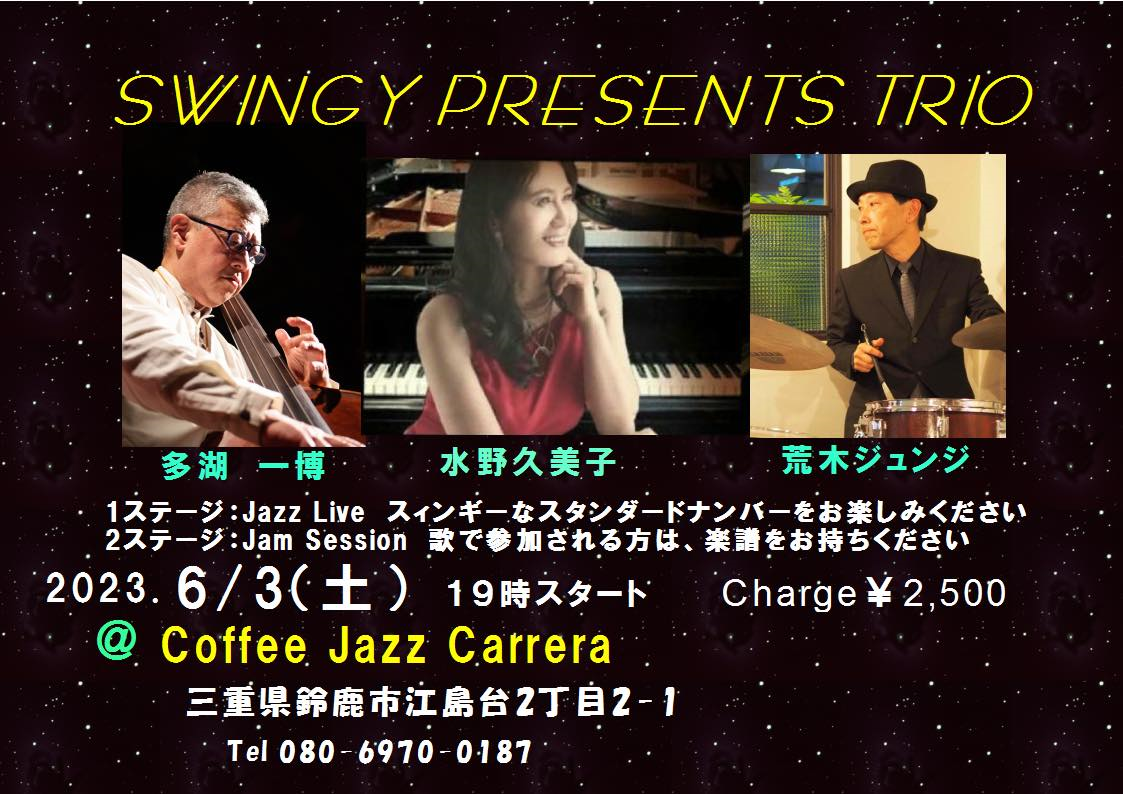 SWINGY PRESENTS TRIO
多湖 一博 水野久美子 荒木ジュンジ
1ステージ：Jazz Live スィンギーなスタンダードナンバーをお楽しみください
2ステージ：Jam Session 歌で参加される方は、楽譜をお持ちください
2023. 6/3(土) 19時スタート Charge¥2,500
@ Coffee Jazz Carrera
三重県鈴鹿市江島台2丁目2-1
Tel 080-6970-0187